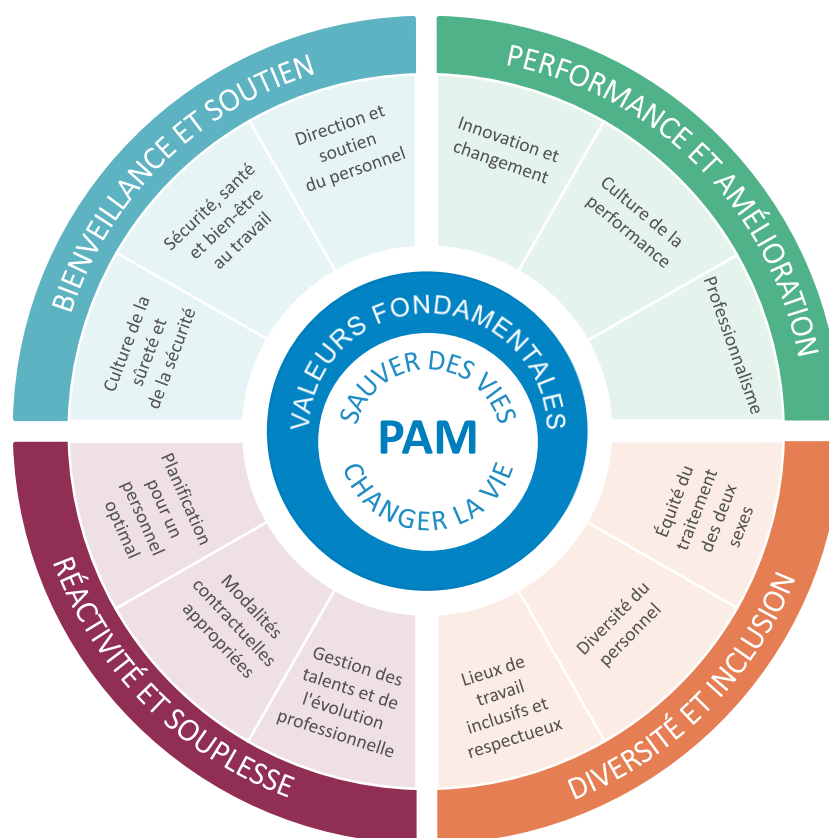 BIENVEILLANCE ET SOUTIEN
Culture de la
sûreté et
de la sécurité
Sécurité, santé
et bien-être
au travail
Direction et
soutien
du personnel
PERFORMANCE ET AMÉLIORATION
Innovation et
changement
Culture de la
performance
Professionnalisme
VALEURS FONDAMENTALES
SAUVER DES VIES
PAM
CHANGER LA VIE
RÉACTIVITÉ ET SOUPLESSE
Planification
pour un
personnel
optimal
Modalités
contractuelles
appropriées
Gestion des
talents et de
l'évolution
professionnelle
DIVERSITÉ ET INCLUSION
Équité du
traitement
des deux
sexes
Diversité du
personnel
Lieux de
travail
inclusifs et
respectueux